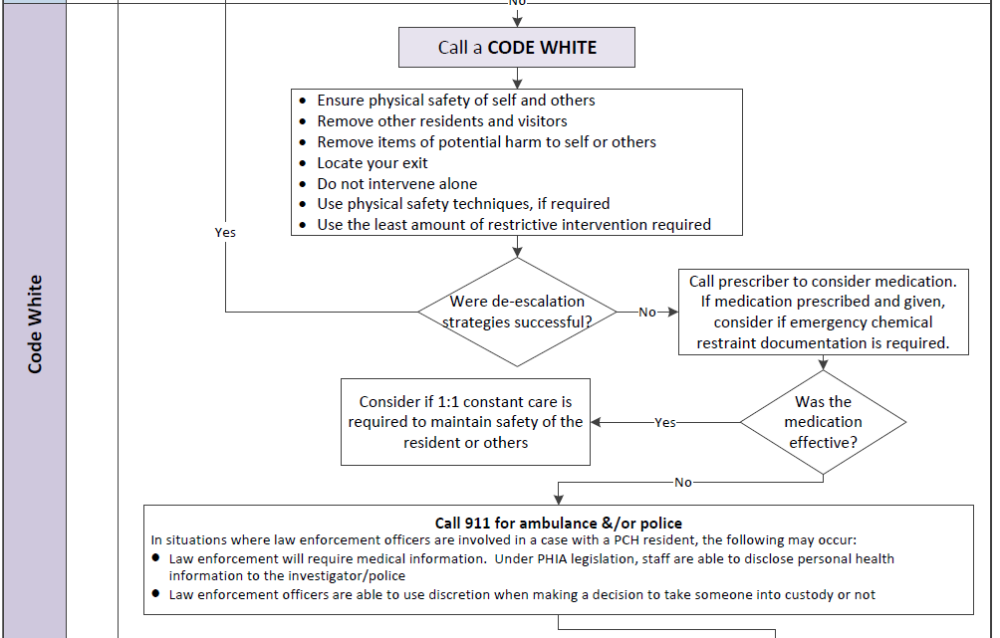 No
Call a CODE WHITE
• Ensure physical safety of self and others
• Remove other residents and visitors
• Remove items of potential harm to self or others
• Locate your exit
• Do not intervene alone
• Use physical safety techniques, if required
• Use the least amount of restrictive intervention required
Yes
Code White
Were de-escalation
strategies successful?
No
Call prescriber to consider medication.
If medication prescribed and given,
consider if emergency chemical
restraint documentation is required.
Was the
medication
effective?
Yes
Consider if 1:1 constant care is
required to maintain safety of the
resident or others
No
Call 911 for ambulance &/or police
In situations where law enforcement officers are involved in a case with a PCH resident, the following may occur:
• Law enforcement will require medical information. Under PHIA legislation, staff are able to disclose personal health
information to the investigator/police
• Law enforcement officers are able to use discretion when making a decision to take someone into custody or not